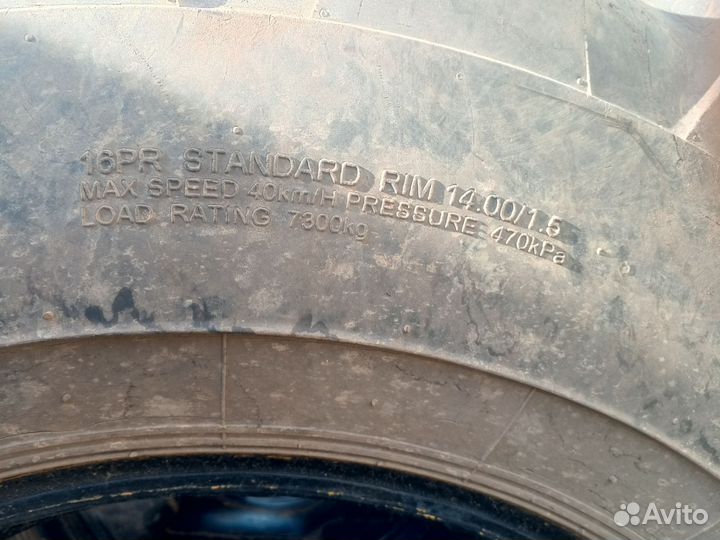 16PR STANDARD RIM 14.00/1.5
MAX SPEED 40km/H PRESSURE 470kPa
LOAD RATING 7300kg
Avito